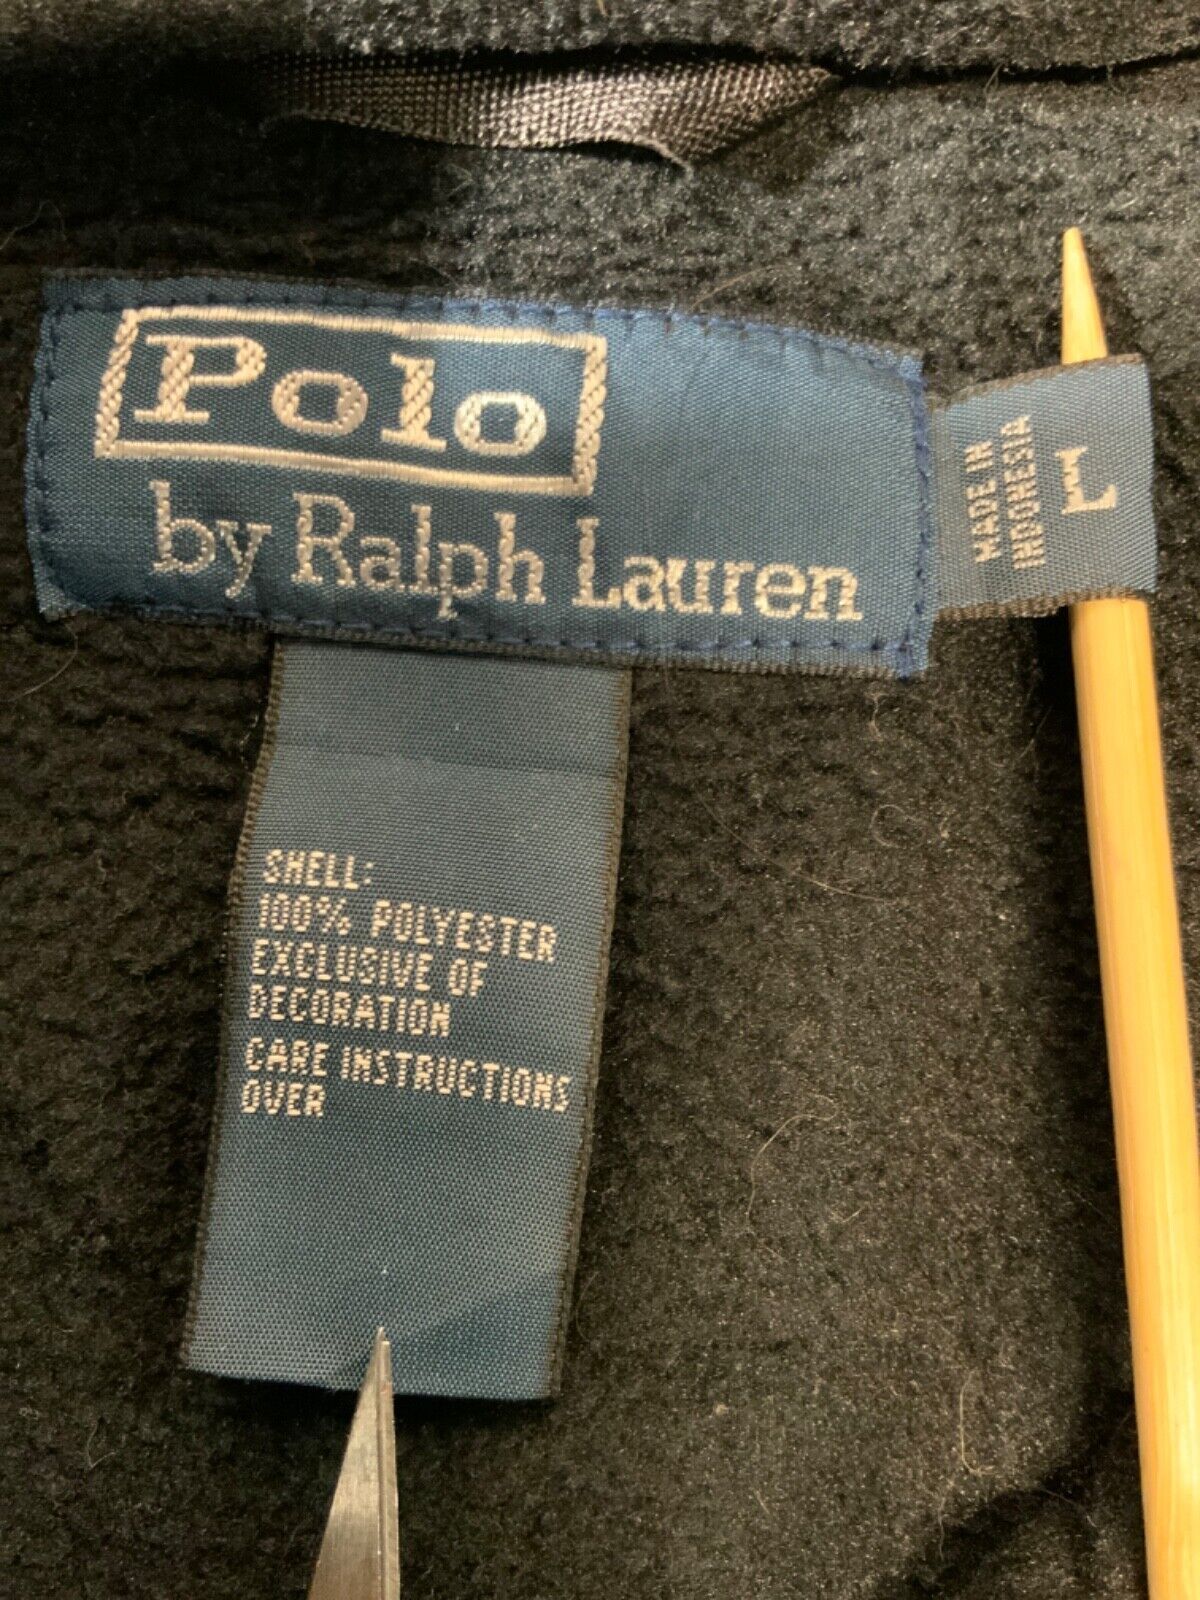 Polo
by Ralph Lauren
MADE IN
INDONESIA
L
SHELL:
100% POLYESTER
EXCLUSIVE OF
DECORATION
CARE INSTRUCTIONS
OVER